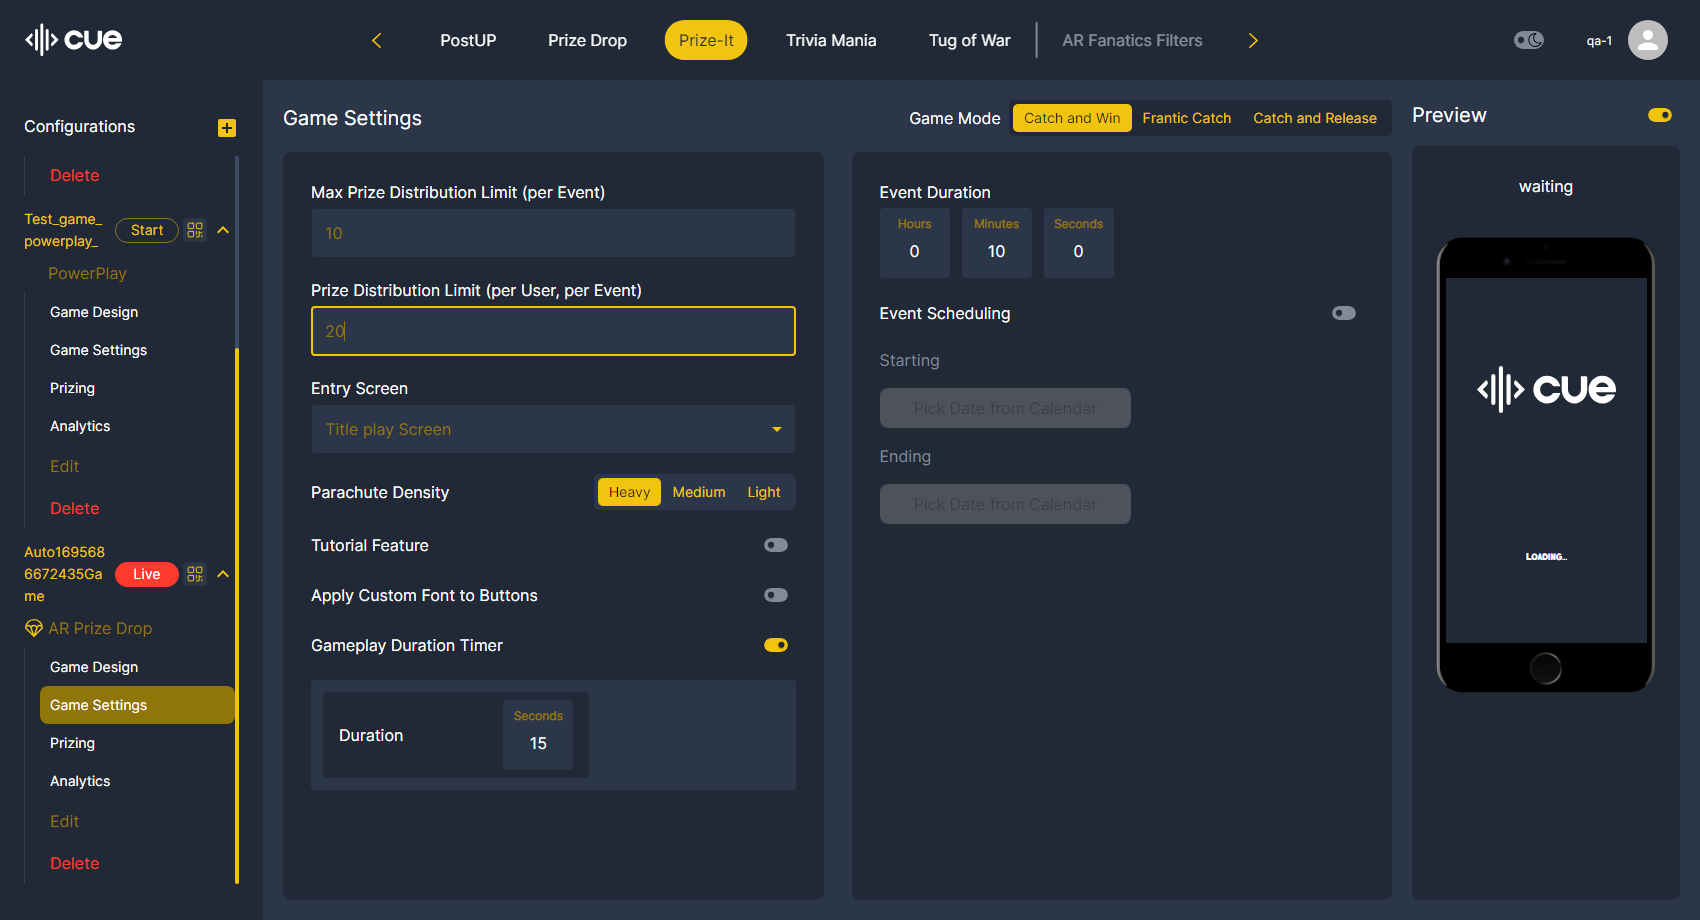 cue
PostUP
Prize Drop
Prize-It
Trivia Mania
Tug of War
AR Fanatics Filters
qa-1
Configurations
Delete
Test_game_
powerplay_
Start
PowerPlay
Game Design
Game Settings
Prizing
Analytics
Edit
Delete
Auto169568
6672435Ga
me
Live
AR Prize Drop
Game Design
Game Settings
Prizing
Analytics
Edit
Delete
Game Settings
Game Mode
Catch and Win
Frantic Catch
Catch and Release
Max Prize Distribution Limit (per Event)
10
Prize Distribution Limit (per User, per Event)
20
Entry Screen
Title play Screen
Parachute Density
Heavy
Medium
Light
Tutorial Feature
Apply Custom Font to Buttons
Gameplay Duration Timer
Duration
Seconds
15
Event Duration
Hours
0
Minutes
10
Seconds
0
Event Scheduling
Starting
Pick Date from Calendar
Ending
Pick Date from Calendar
Preview
waiting
cue
LOADING...